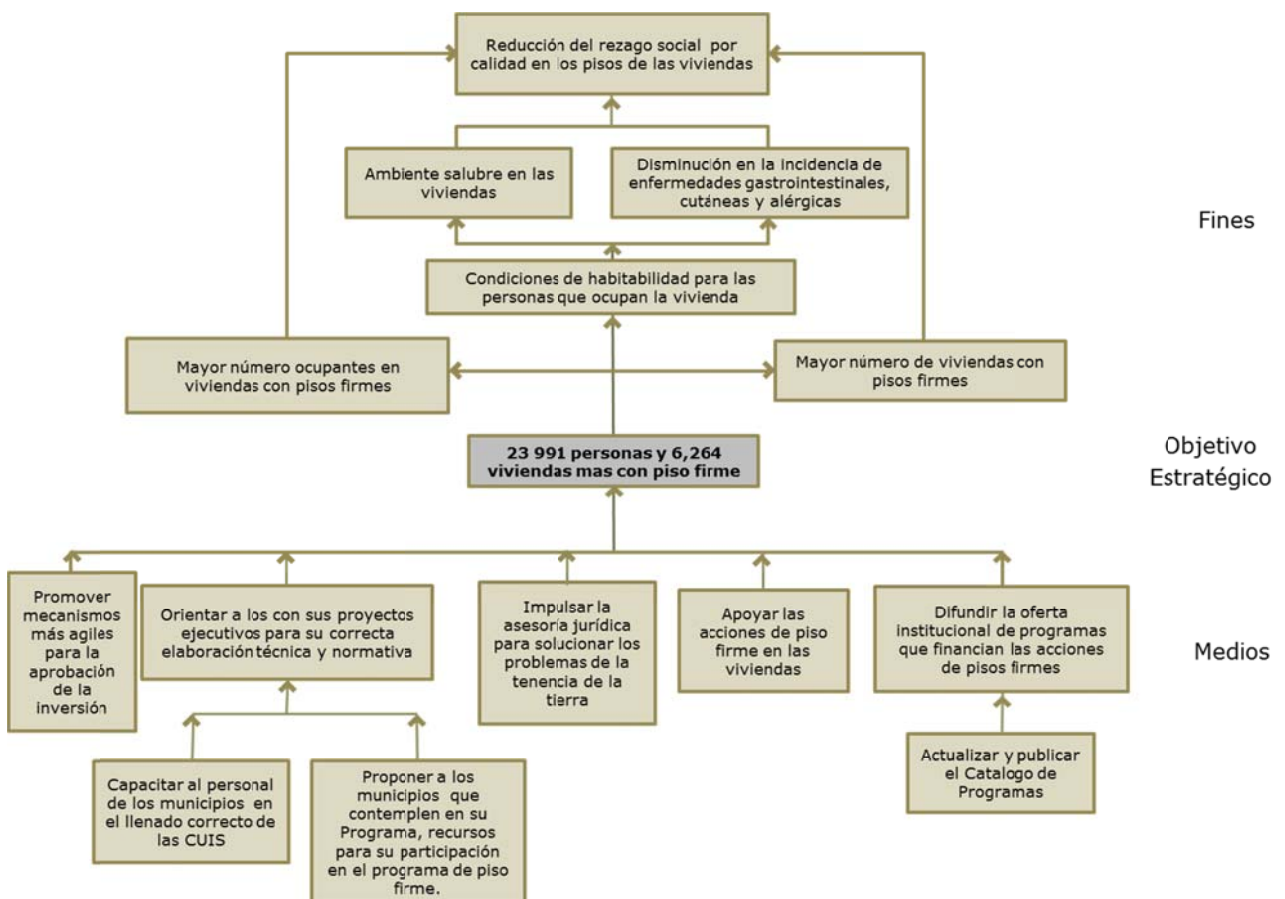 Reducción del rezago social por
calidad en los pisos de las viviendas
Ambiente salubre en las
viviendas
Disminución en la incidencia de
enfermedades gastrointestinales,
cutáneas y alérgicas
Fines
Condiciones de habitabilidad para las
personas que ocupan la vivienda
Mayor número ocupantes en
viviendas con pisos firmes
Mayor número de viviendas con
pisos firmes
23 991 personas y 6,264
viviendas mas con piso firme
Objetivo
Estratégico
Promover
mecanismos
más agiles
para la
aprobación
de la
inversión
Orientar a los con sus proyectos
ejecutivos para su correcta
elaboración técnica y normativa
Impulsar la
asesoría jurídica
para solucionar los
problemas de la
tenencia de la
tierra
Apoyar las
acciones de piso
firme en las
viviendas
Difundir la oferta
institucional de programas
que financian las acciones
de pisos firmes
Medios
Capacitar al personal
de los municipios en
el llenado correcto de
las CUIS
Proponer a los
municipios que
contemplen en su
Programa, recursos
para su participación
en el programa de piso
firme.
Actualizar y publicar
el Catalogo de
Programas